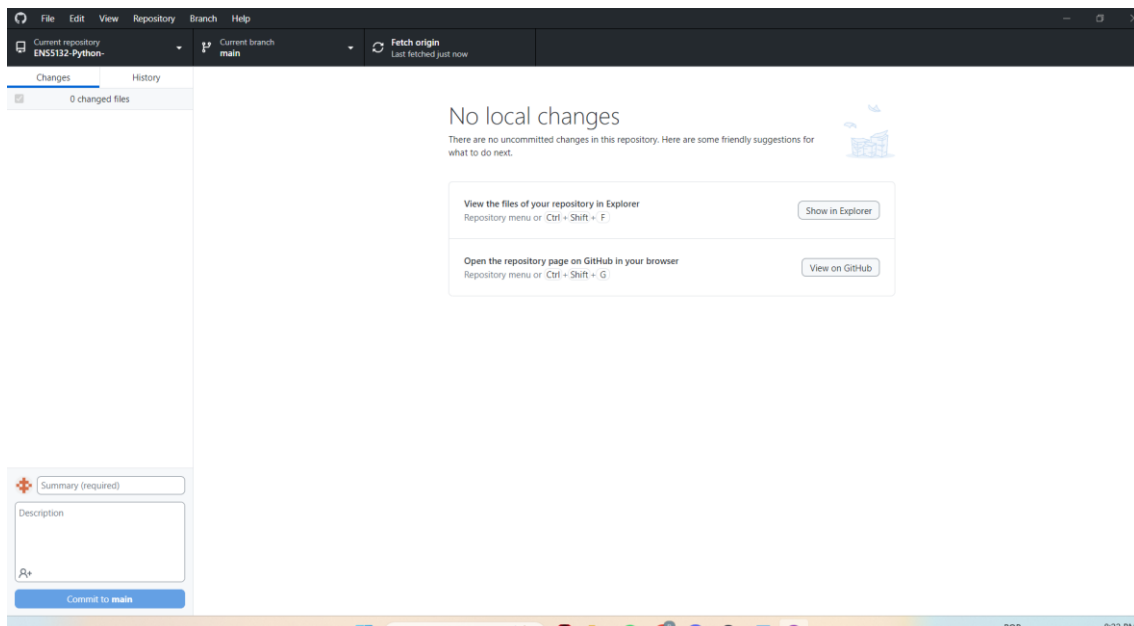 File Edit View Repository Branch Help
Current repository
ENS5132-Python-
Current branch
main
Fetch origin
Last fetched just now
Changes History
0 changed files
No local changes
There are no uncommitted changes in this repository. Here are some friendly suggestions for
what to do next.
View the files of your repository in Explorer
Repository menu or Ctrl + Shift + F
Show in Explorer
Open the repository page on GitHub in your browser
Repository menu or Ctrl + Shift + G
View on GitHub
Summary (required)
Description
Commit to main